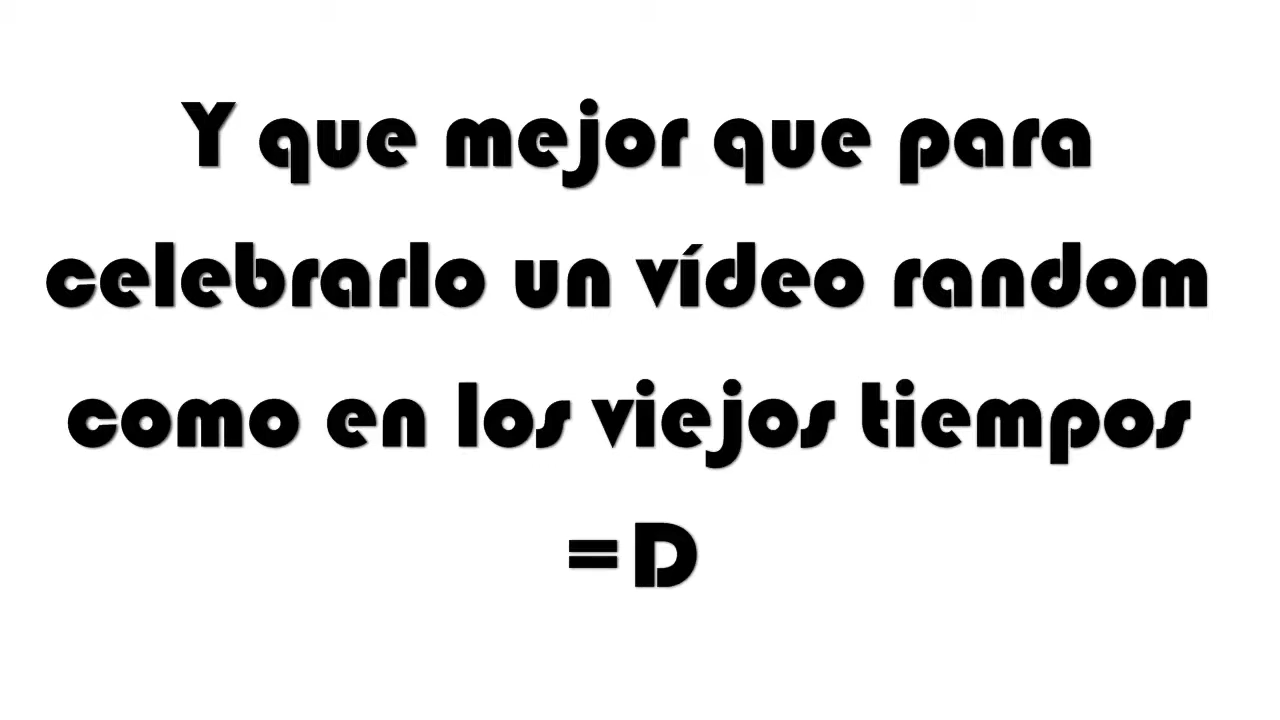 Y que mejor que para
celebrarlo un vídeo random
como en los viejos tiempos
=D